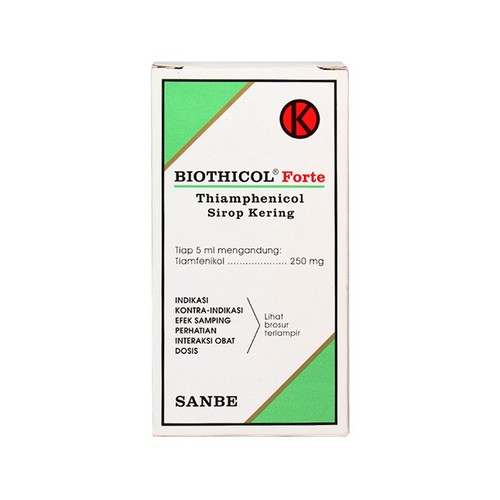 K
BIOTHICOL® Forte
Thiamphenicol
Sirop Kering
Tiap 5 ml mengandung:
Tiamfenikol .................... 250 mg
INDIKASI
KONTRA-INDIKASI
EFEK SAMPING
PERHATIAN
INTERAKSI OBAT
DOSIS
Lihat
brosur
terlampir
SANBE